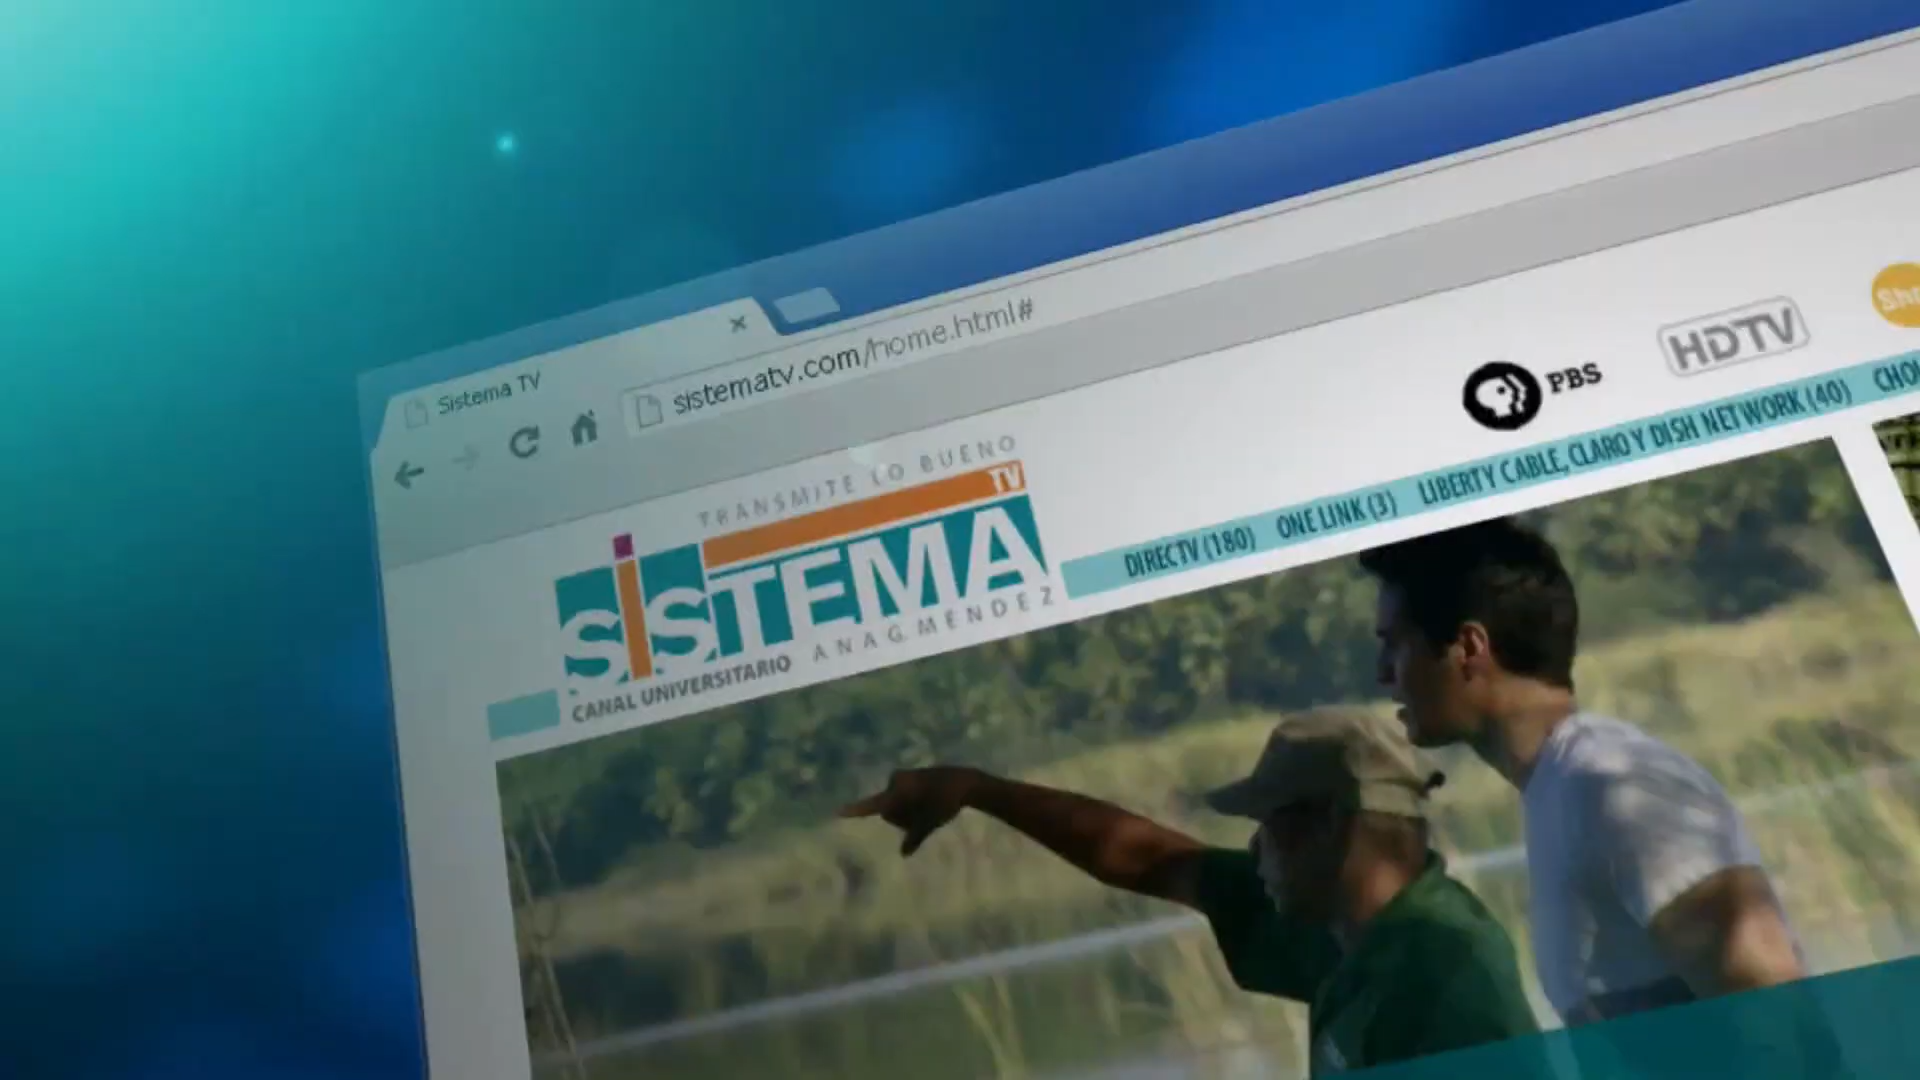 Sistema TV
sistematv.com/home.html#
TRANSMITE LO BUENO
TV
SISTEMA
CANAL UNIVERSITARIO ANA G. MÉNDEZ
PBS
HDTV
DIRECTV (180) ONE LINK (3) LIBERTY CABLE, CLARO Y DISH NETWORK (40)